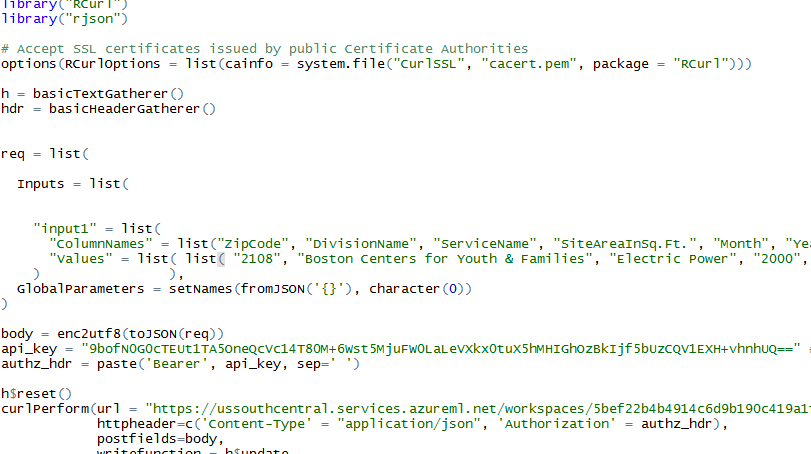 library("RCurl")
library("rjson")
# Accept SSL certificates issued by public Certificate Authorities
options(RCurlOptions = list(cainfo = system.file("CurlSSL", "cacert.pem", package = "RCurl")))
h = basicTextGatherer()
hdr = basicHeaderGatherer()
req = list(
Inputs = list(
"input1" = list(
"ColumnNames" = list("ZipCode", "DivisionName", "ServiceName", "SiteAreaInSq.Ft.", "Month", "Yea
"Values" = list( list( "2108", "Boston Centers for Youth & Families", "Electric Power", "2000",
) ),
GlobalParameters = setNames(fromJSON('{}'), character(0))
)
body = enc2utf8(toJSON(req))
api_key = "9bofN0G0cTEUt1TA5OneQcVc14T8OM+6Wst5MjuFW0LaLeVXkx0tuX5hMHIGhOzBkIjf5bUzCQV1EXH+vhnhUQ==" #
authz_hdr = paste('Bearer', api_key, sep=' ')
h$reset()
curlPerform(url = "https://ussouthcentral.services.azureml.net/workspaces/5bef22b4b4914c6d9b190c419a1
httpheader=c('Content-Type' = "application/json", 'Authorization' = authz_hdr),
postfields=body,
writefunction = h$update,